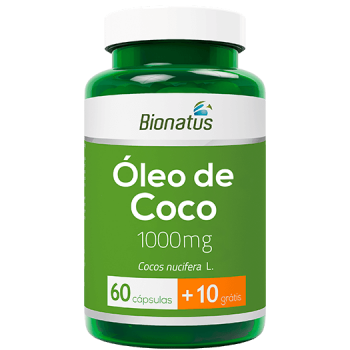 Bionatus
Óleo de
Coco
1000mg
Cocos nucifera L.
60 cápsulas +10 grátis